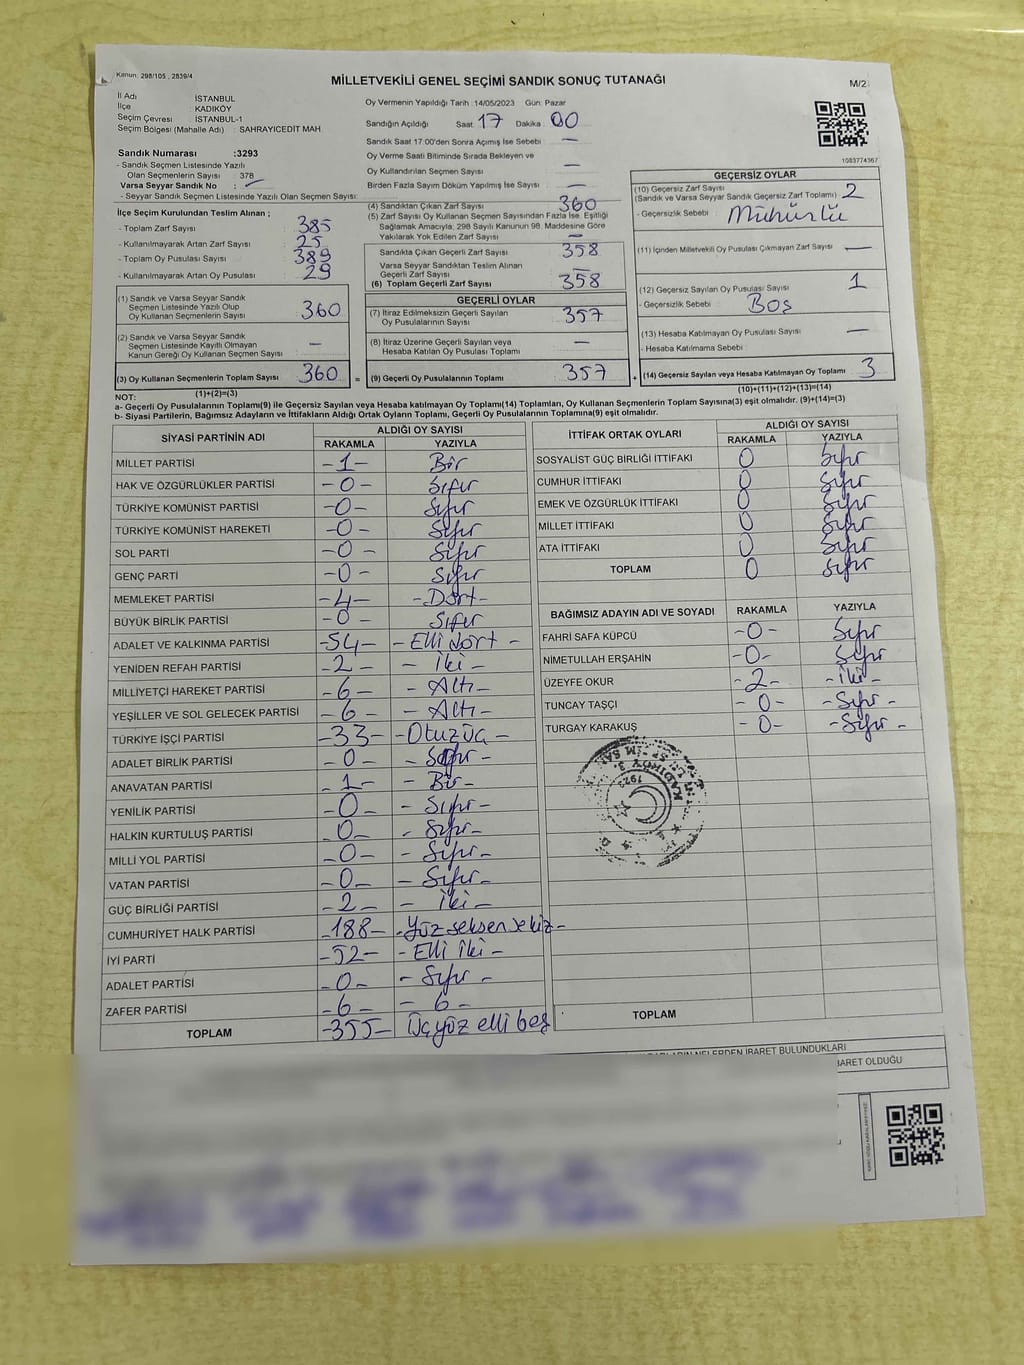 Kanun: 298/105 , 2839/4
MİLLETVEKİLİ GENEL SEÇİMİ SANDIK SONUÇ TUTANAĞI
M/2
İl Adı İSTANBUL
İlçe KADIKÖY
Seçim Çevresi İSTANBUL-1
Seçim Bölgesi (Mahalle Adı) : SAHRAYICEDİT MAH
Oy Vermenin Yapıldığı Tarih :14/05/2023 Gün: Pazar
Sandığın Açıldığı Saat: 17 Dakika: 00
Sandık Saat 17:00'den Sonra Açımış İse Sebebi : —
Oy Verme Saati Bitiminde Sırada Bekleyen ve
Oy Kullandırılan Seçmen Sayısı : —
Birden Fazla Sayım Döküm Yapılmış İse Sayısı : —
1083774367
Sandık Numarası :3293
- Sandık Seçmen Listesinde Yazılı
Olan Seçmenlerin Sayısı 378
Varsa Seyyar Sandık No : —
- Seyyar Sandık Seçmen Listesinde Yazılı Olan Seçmen Sayısı:
İlçe Seçim Kurulundan Teslim Alınan ;
- Toplam Zarf Sayısı : 385
- Kullanılmayarak Artan Zarf Sayısı : 25
- Toplam Oy Pusulası Sayısı : 389
- Kullanılmayarak Artan Oy Pusulası : 29
(1) Sandık ve Varsa Seyyar Sandık
Seçmen Listesinde Yazılı Olup
Oy Kullanan Seçmenlerin Sayısı : 360
(2) Sandık ve Varsa Seyyar Sandık
Seçmen Listesinde Kayıtlı Olmayan
Kanun Gereği Oy Kullanan Seçmen Sayısı : —
(3) Oy Kullanan Seçmenlerin Toplam Sayısı : 360
(1)+(2)=(3)
(4) Sandıktan Çıkan Zarf Sayısı : 360
(5) Zarf Sayısı Oy Kullanan Seçmen Sayısından Fazla İse, Eşitliği
Sağlamak Amacıyla; 298 Sayılı Kanunun 98. Maddesine Göre
Yakılarak Yok Edilen Zarf Sayısı : —
Sandıkta Çıkan Geçerli Zarf Sayısı : 358
Varsa Seyyar Sandıktan Teslim Alınan
Geçerli Zarf Sayısı : —
(6) Toplam Geçerli Zarf Sayısı : 358
GEÇERLİ OYLAR
(7) İtiraz Edilmeksizin Geçerli Sayılan
Oy Pusulalarının Sayısı : 357
(8) İtiraz Üzerine Geçerli Sayılan veya
Hesaba Katılan Oy Pusulası Toplamı : —
= (9) Geçerli Oy Pusulalarının Toplamı : 357
GEÇERSİZ OYLAR
(10) Geçersiz Zarf Sayısı
(Sandık ve Varsa Seyyar Sandık Geçersiz Zarf Toplamı) : 2
- Geçersizlik Sebebi : Mühürlü
(11) İçinden Milletvekili Oy Pusulası Çıkmayan Zarf Sayısı : —
(12) Geçersiz Sayılan Oy Pusulası Sayısı : 1
- Geçersizlik Sebebi : Boş
(13) Hesaba Katılmayan Oy Pusulası Sayısı : —
- Hesaba Katılmama Sebebi :
+ (14) Geçersiz Sayılan veya Hesaba Katılmayan Oy Toplamı : 3
(10)+(11)+(12)+(13)=(14)
NOT:
a- Geçerli Oy Pusulalarının Toplamı(9) ile Geçersiz Sayılan veya Hesaba katılmayan Oy Toplamı(14) Toplamları, Oy Kullanan Seçmenlerin Toplam Sayısına(3) eşit olmalıdır. (9)+(14)=(3)
b- Siyasi Partilerin, Bağımsız Adayların ve İttifakların Aldığı Ortak Oyların Toplamı, Geçerli Oy Pusulalarının Toplamına(9) eşit olmalıdır.
SİYASİ PARTİNİN ADI ALDIĞI OY SAYISI
RAKAMLA YAZIYLA
MİLLET PARTİSİ -1- Bir
HAK VE ÖZGÜRLÜKLER PARTİSİ -0- Sıfır
TÜRKİYE KOMÜNİST PARTİSİ -0- Sıfır
TÜRKİYE KOMÜNİST HAREKETİ -0- Sıfır
SOL PARTİ -0- Sıfır
GENÇ PARTİ -0- Sıfır
MEMLEKET PARTİSİ -4- -Dört-
BÜYÜK BİRLİK PARTİSİ -0- Sıfır
ADALET VE KALKINMA PARTİSİ -54- -Elli dört-
YENİDEN REFAH PARTİSİ -2- -İki-
MİLLİYETÇİ HAREKET PARTİSİ -6- -Altı-
YEŞİLLER VE SOL GELECEK PARTİSİ -6- -Altı-
TÜRKİYE İŞÇİ PARTİSİ -33- -Otuzüç-
ADALET BİRLİK PARTİSİ -0- -Sıfır-
ANAVATAN PARTİSİ -1- -Bir-
YENİLİK PARTİSİ -0- -Sıfır-
HALKIN KURTULUŞ PARTİSİ -0- -Sıfır-
MİLLİ YOL PARTİSİ -0- -Sıfır-
VATAN PARTİSİ -0- -Sıfır-
GÜÇ BİRLİĞİ PARTİSİ -2- -İki-
CUMHURİYET HALK PARTİSİ -188- -Yüz seksen sekiz-
İYİ PARTİ -52- -Elli iki-
ADALET PARTİSİ -0- -Sıfır-
ZAFER PARTİSİ -6- -6-
TOPLAM -355- Üçyüz elli beş
İTTİFAK ORTAK OYLARI ALDIĞI OY SAYISI
RAKAMLA YAZIYLA
SOSYALİST GÜÇ BİRLİĞİ İTTİFAKI 0 Sıfır
CUMHUR İTTİFAKI 0 Sıfır
EMEK VE ÖZGÜRLÜK İTTİFAKI 0 Sıfır
MİLLET İTTİFAKI 0 Sıfır
ATA İTTİFAKI 0 Sıfır
TOPLAM 0 Sıfır
BAĞIMSIZ ADAYIN ADI VE SOYADI RAKAMLA YAZIYLA
FAHRİ SAFA KÜPCÜ -0- Sıfır
NİMETULLAH ERŞAHİN -0- Sıfır
ÜZEYFE OKUR -2- -İki-
TUNCAY TAŞÇI -0- -Sıfır-
TURGAY KARAKUŞ -0- -Sıfır-
KADIKÖY 3.
TOPLAM
NELERDEN İBARET BULUNDUKLARI
BARET OLDUĞU